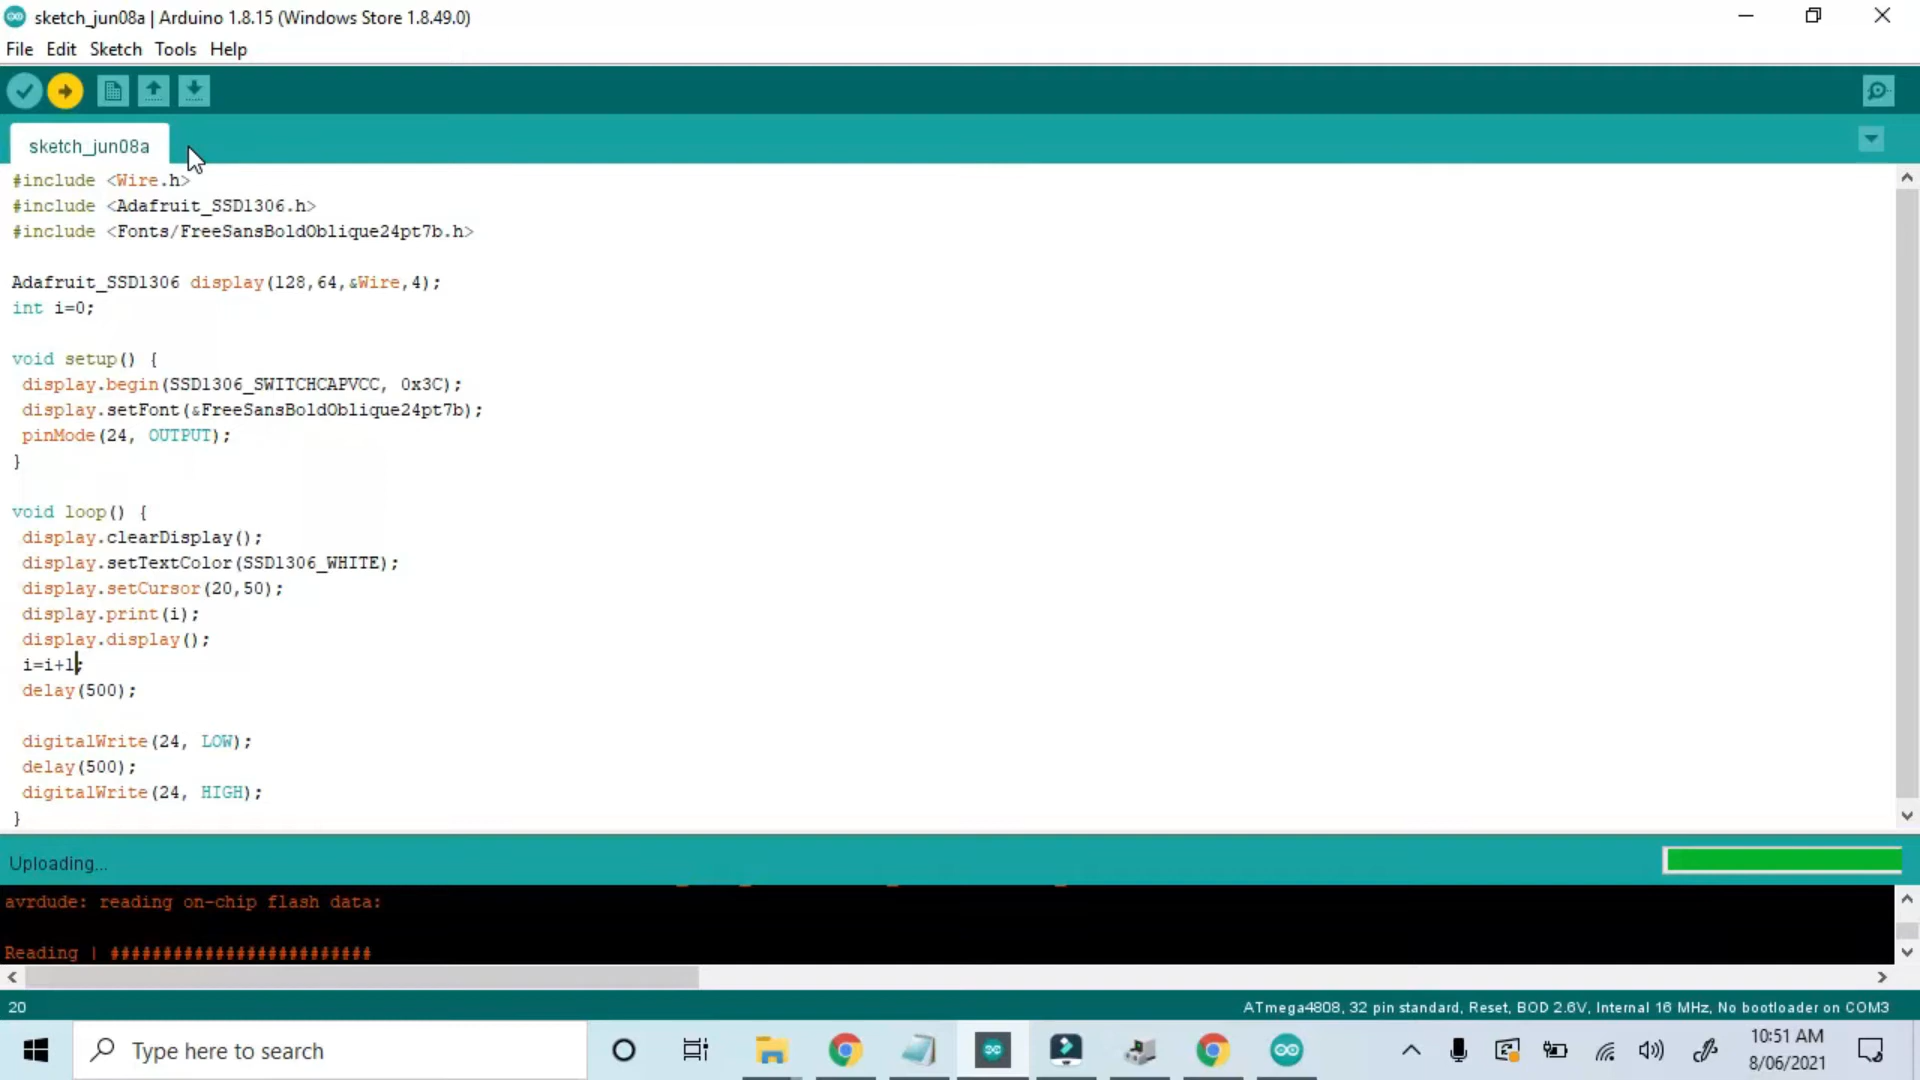 sketch_jun08a | Arduino 1.8.15 (Windows Store 1.8.49.0)
File Edit Sketch Tools Help
sketch_jun08a
#include <Wire.h>
#include <Adafruit_SSD1306.h>
#include <Fonts/FreeSansBoldOblique24pt7b.h>
Adafruit_SSD1306 display(128,64,&Wire,4);
int i=0;
void setup() {
display.begin(SSD1306_SWITCHCAPVCC, 0x3C);
display.setFont(&FreeSansBoldOblique24pt7b);
pinMode(24, OUTPUT);
}
void loop() {
display.clearDisplay();
display.setTextColor(SSD1306_WHITE);
display.setCursor(20,50);
display.print(i);
display.display();
i=i+1;
delay(500);
digitalWrite(24, LOW);
delay(500);
digitalWrite(24, HIGH);
}
Uploading...
avrdude: reading on-chip flash data:
Reading | #########################
20
ATmega4808, 32 pin standard, Reset, BOD 2.6V, Internal 16 MHz, No bootloader on COM3
Type here to search
10:51 AM
8/06/2021